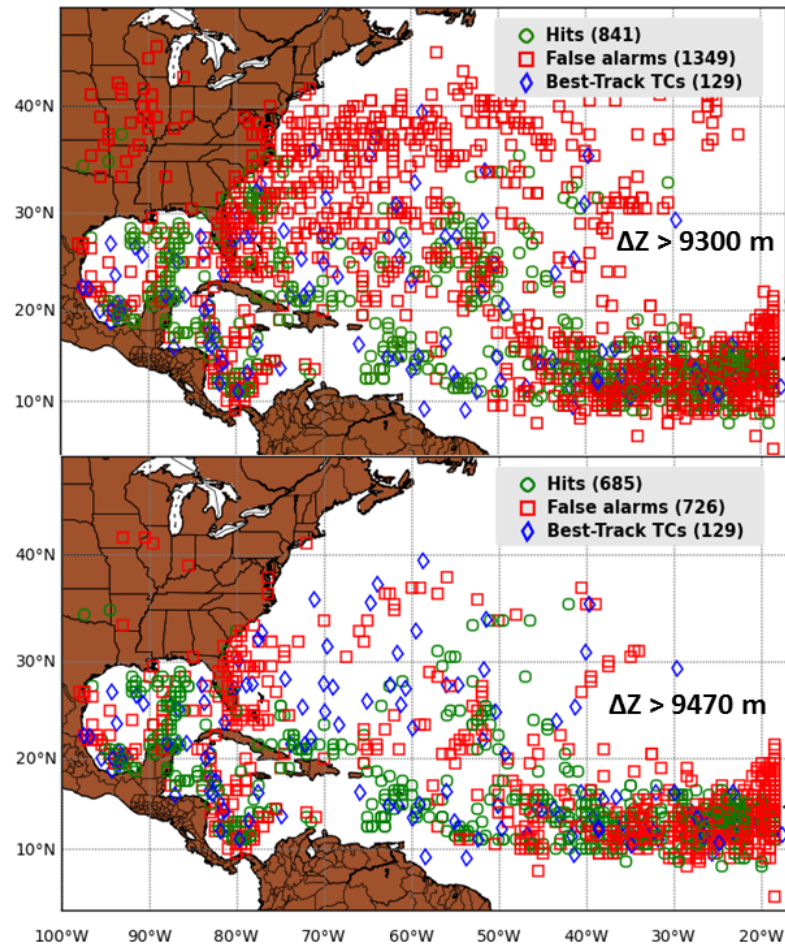 Hits (841)
False alarms (1349)
Best-Track TCs (129)
40°N
30°N
ΔZ > 9300 m
20°N
10°N
Hits (685)
False alarms (726)
Best-Track TCs (129)
40°N
30°N
ΔZ > 9470 m
20°N
10°N
100°W 90°W 80°W 70°W 60°W 50°W 40°W 30°W 20°W